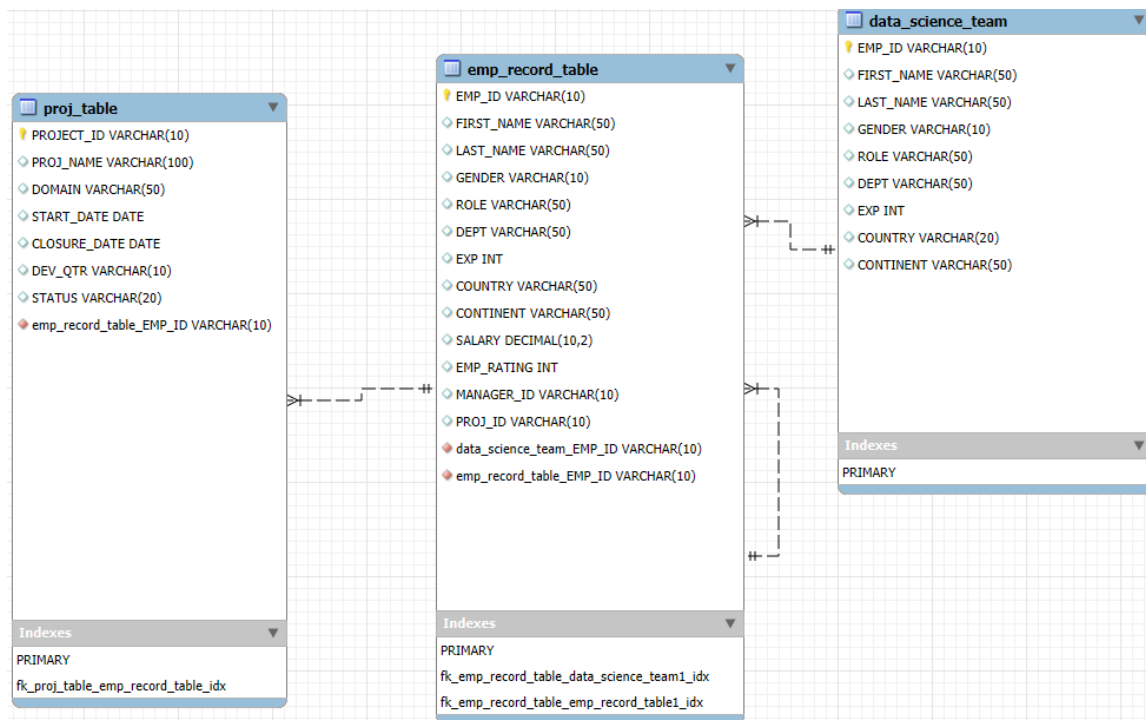 proj_table
PROJECT_ID VARCHAR(10)
PROJ_NAME VARCHAR(100)
DOMAIN VARCHAR(50)
START_DATE DATE
CLOSURE_DATE DATE
DEV_QTR VARCHAR(10)
STATUS VARCHAR(20)
emp_record_table_EMP_ID VARCHAR(10)
Indexes
PRIMARY
fk_proj_table_emp_record_table_idx
emp_record_table
EMP_ID VARCHAR(10)
FIRST_NAME VARCHAR(50)
LAST_NAME VARCHAR(50)
GENDER VARCHAR(10)
ROLE VARCHAR(50)
DEPT VARCHAR(50)
EXP INT
COUNTRY VARCHAR(50)
CONTINENT VARCHAR(50)
SALARY DECIMAL(10,2)
EMP_RATING INT
MANAGER_ID VARCHAR(10)
PROJ_ID VARCHAR(10)
data_science_team_EMP_ID VARCHAR(10)
emp_record_table_EMP_ID VARCHAR(10)
Indexes
PRIMARY
fk_emp_record_table_data_science_team1_idx
fk_emp_record_table_emp_record_table1_idx
data_science_team
EMP_ID VARCHAR(10)
FIRST_NAME VARCHAR(50)
LAST_NAME VARCHAR(50)
GENDER VARCHAR(10)
ROLE VARCHAR(50)
DEPT VARCHAR(50)
EXP INT
COUNTRY VARCHAR(20)
CONTINENT VARCHAR(50)
Indexes
PRIMARY